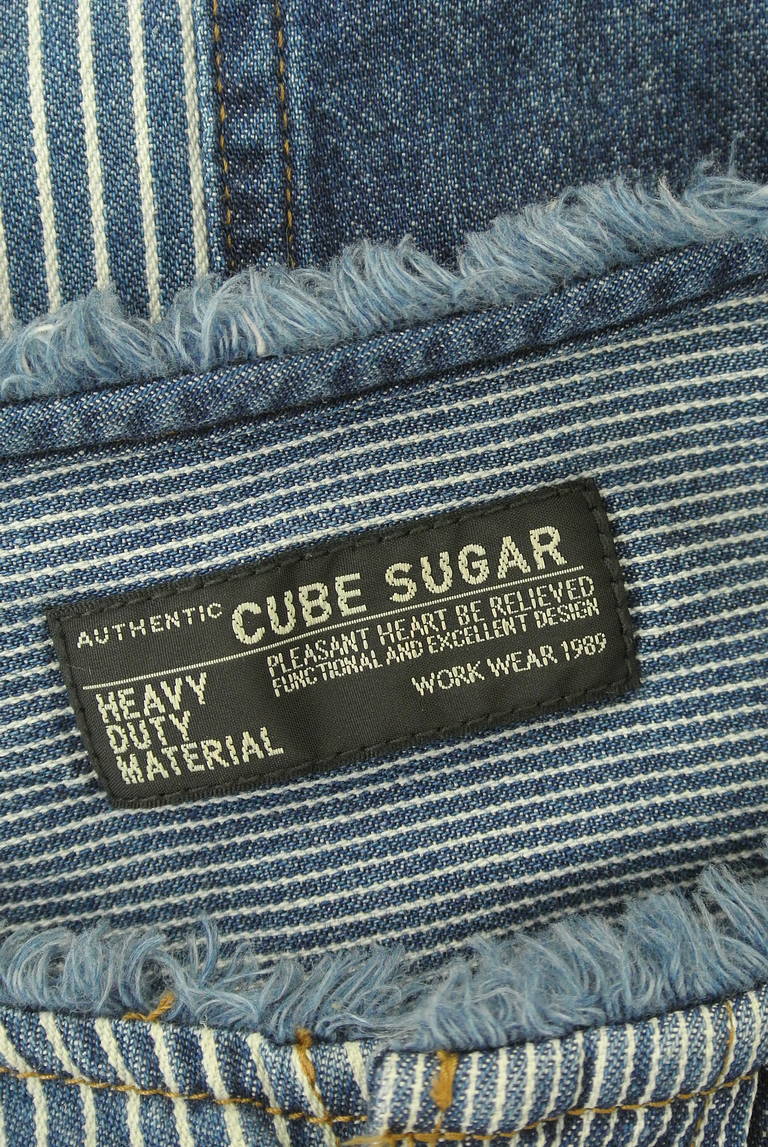 AUTHENTIC CUBE SUGAR
PLEASANT HEART BE RELIEVED
FUNCTIONAL AND EXCELLENT DESIGN
WORK WEAR 1989
HEAVY
DUTY
MATERIAL